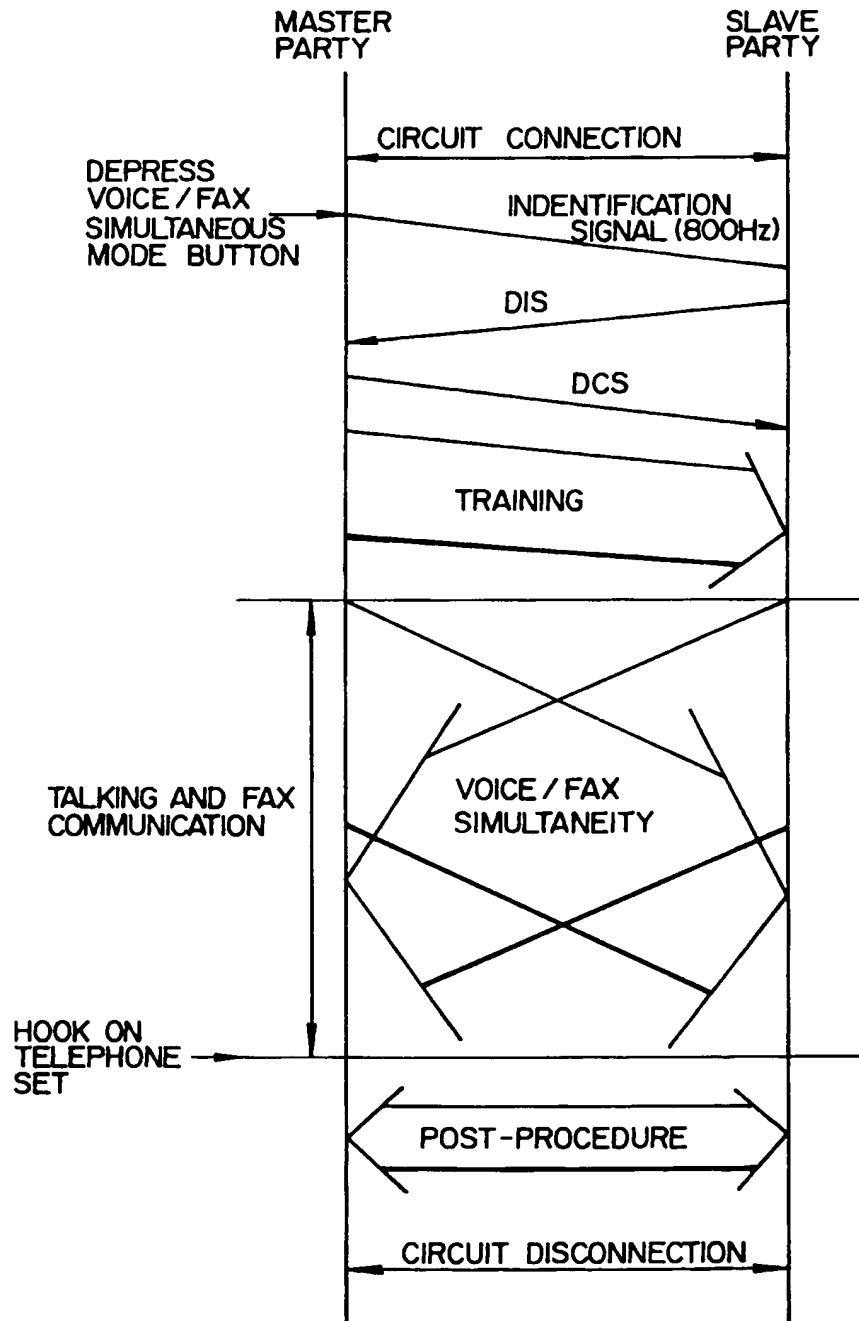 MASTER
PARTY
SLAVE
PARTY
CIRCUIT CONNECTION
DEPRESS
VOICE / FAX
SIMULTANEOUS
MODE BUTTON
INDENTIFICATION
SIGNAL (800Hz)
DIS
DCS
TRAINING
TALKING AND FAX
COMMUNICATION
VOICE / FAX
SIMULTANEITY
HOOK ON
TELEPHONE
SET
POST-PROCEDURE
CIRCUIT DISCONNECTION